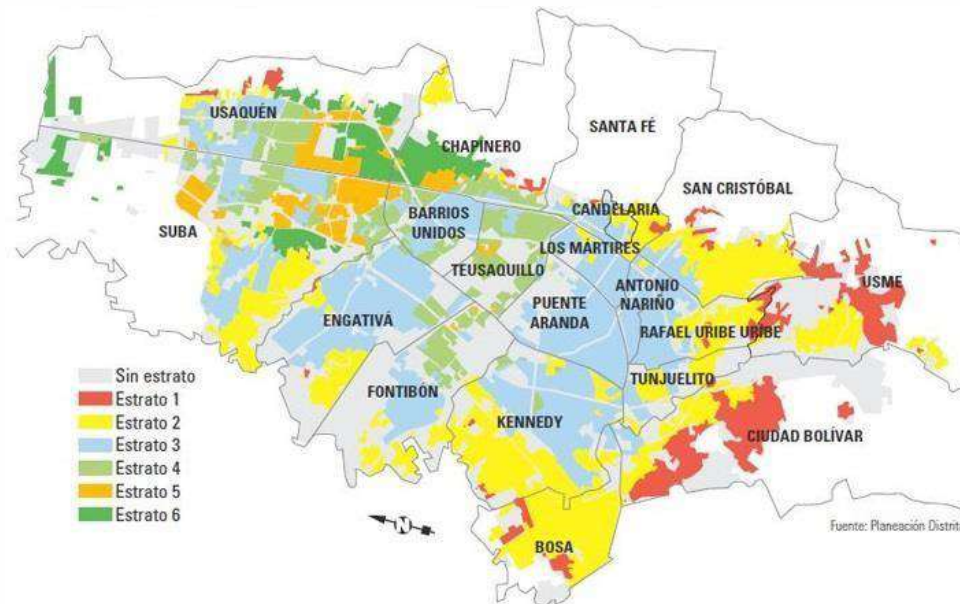 USAQUÉN
CHAPÍNERO
SANTA FÉ
SAN CRISTÓBAL
SUBA
BARRIOS
UNIDOS
CANDELARIA
LOS MÁRTIRES
TEUSAQUILLO
ANTONIO
NARIÑO
USME
ENGATIVÁ
PUENTE
ARANDA
RAFAEL URIBE URIBE
FONTIBÓN
TUNJUELITO
KENNEDY
CIUDAD BOLÍVAR
BOSA
Sin estrato
Estrato 1
Estrato 2
Estrato 3
Estrato 4
Estrato 5
Estrato 6
N
Fuente: Planeación Distrit